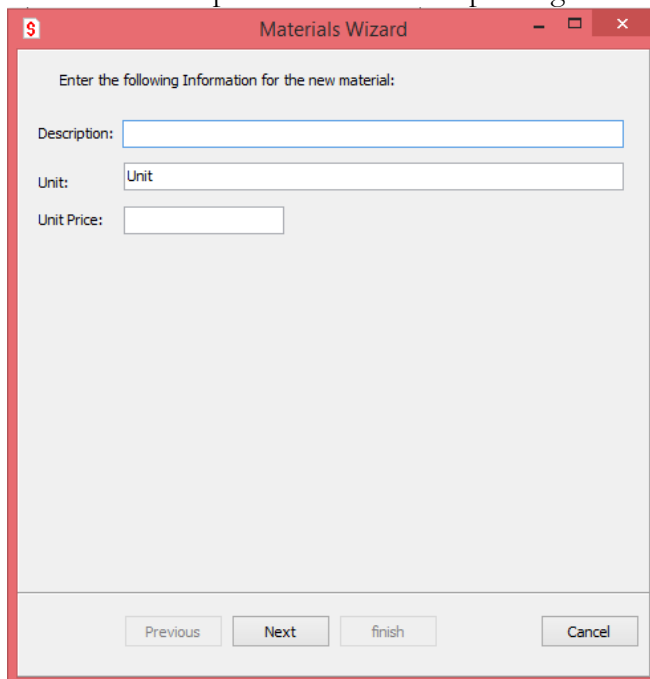 $ Materials Wizard
Enter the following Information for the new material:
Description:
Unit: Unit
Unit Price:
Previous Next finish Cancel